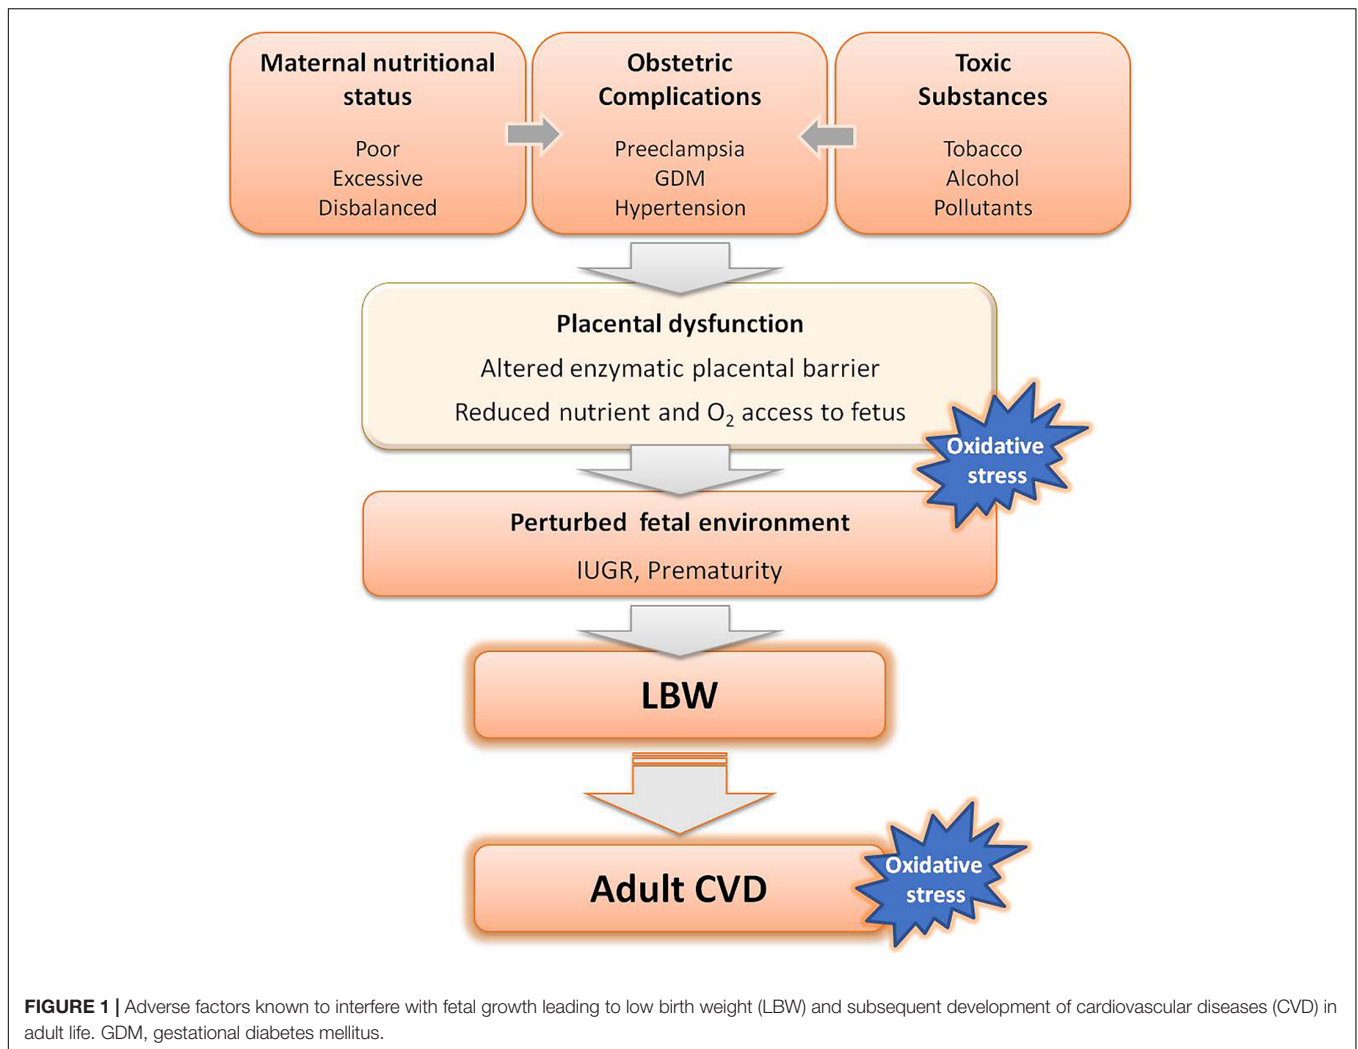 Maternal nutritional
status
Poor
Excessive
Disbalanced
Obstetric
Complications
Preeclampsia
GDM
Hypertension
Toxic
Substances
Tobacco
Alcohol
Pollutants
Placental dysfunction
Altered enzymatic placental barrier
Reduced nutrient and O₂ access to fetus
Oxidative
stress
Perturbed fetal environment
IUGR, Prematurity
LBW
Adult CVD
Oxidative
stress
FIGURE 1 | Adverse factors known to interfere with fetal growth leading to low birth weight (LBW) and subsequent development of cardiovascular diseases (CVD) in
adult life. GDM, gestational diabetes mellitus.